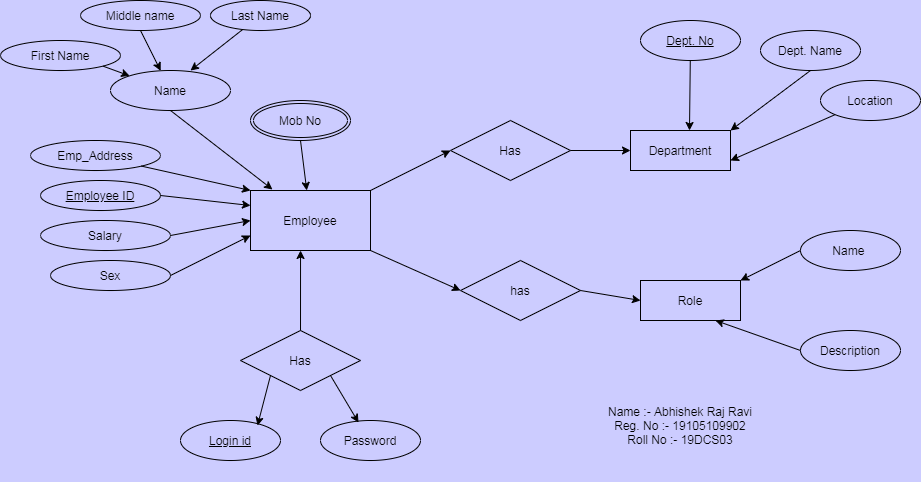 Middle name
Last Name
First Name
Name
Mob No
Dept. No
Dept. Name
Location
Emp_Address
Employee ID
Salary
Sex
Employee
Has
Department
has
Role
Name
Description
Has
Login id
Password
Name :- Abhishek Raj Ravi
Reg. No :- 19105109902
Roll No :- 19DCS03